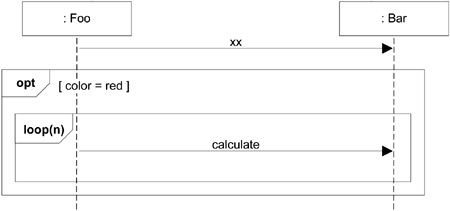 : Foo
: Bar
xx
opt
[ color = red ]
loop(n)
calculate